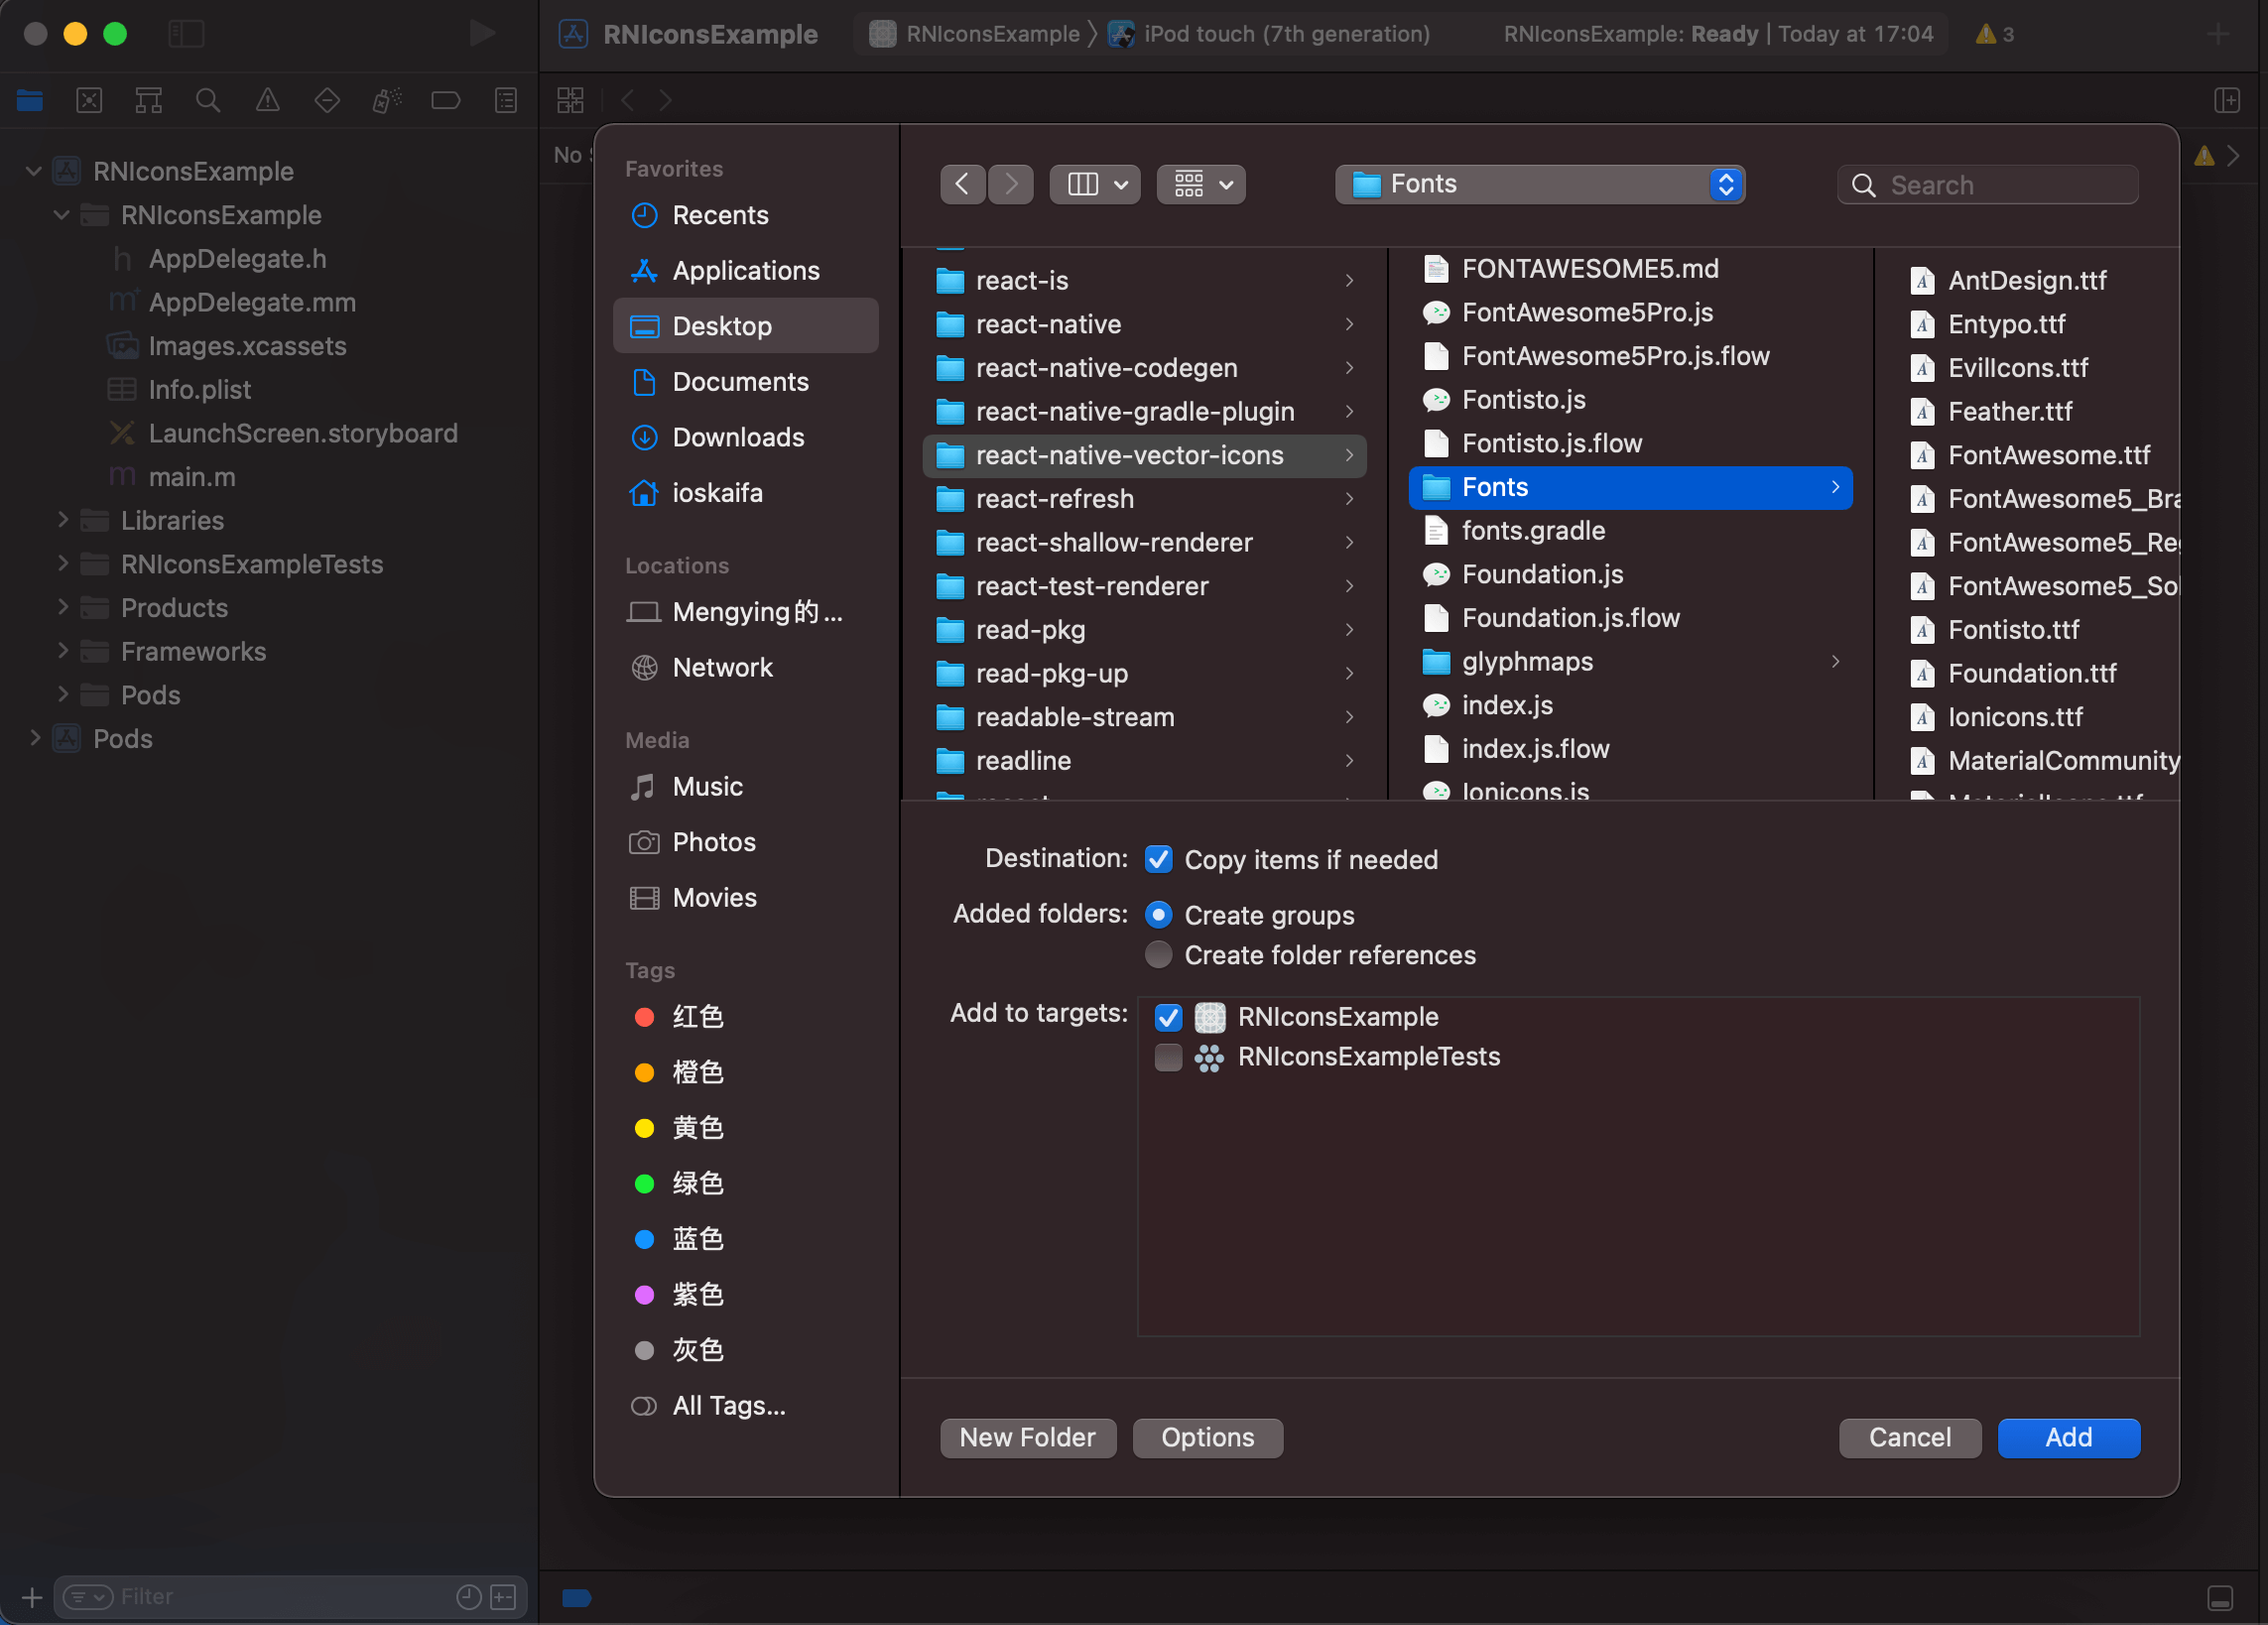 RNIconsExample
RNIconsExample
iPod touch (7th generation)
RNIconsExample: Ready | Today at 17:04
3
No
RNIconsExample
RNIconsExample
AppDelegate.h
AppDelegate.mm
Images.xcassets
Info.plist
LaunchScreen.storyboard
main.m
Libraries
RNIconsExampleTests
Products
Frameworks
Pods
Pods
Filter
Favorites
Recents
Applications
Desktop
Documents
Downloads
ioskaifa
Locations
Mengying的 ...
Network
Media
Music
Photos
Movies
Tags
红色
橙色
黄色
绿色
蓝色
紫色
灰色
All Tags...
Fonts
Search
react-is
react-native
react-native-codegen
react-native-gradle-plugin
react-native-vector-icons
react-refresh
react-shallow-renderer
react-test-renderer
read-pkg
read-pkg-up
readable-stream
readline
FONTAWESOME5.md
FontAwesome5Pro.js
FontAwesome5Pro.js.flow
Fontisto.js
Fontisto.js.flow
Fonts
fonts.gradle
Foundation.js
Foundation.js.flow
glyphmaps
index.js
index.js.flow
Ionicons.js
AntDesign.ttf
Entypo.ttf
EvilIcons.ttf
Feather.ttf
FontAwesome.ttf
FontAwesome5_Bra
FontAwesome5_Reg
FontAwesome5_So
Fontisto.ttf
Foundation.ttf
Ionicons.ttf
MaterialCommunity
Destination:
Copy items if needed
Added folders:
Create groups
Create folder references
Add to targets:
RNIconsExample
RNIconsExampleTests
New Folder
Options
Cancel
Add